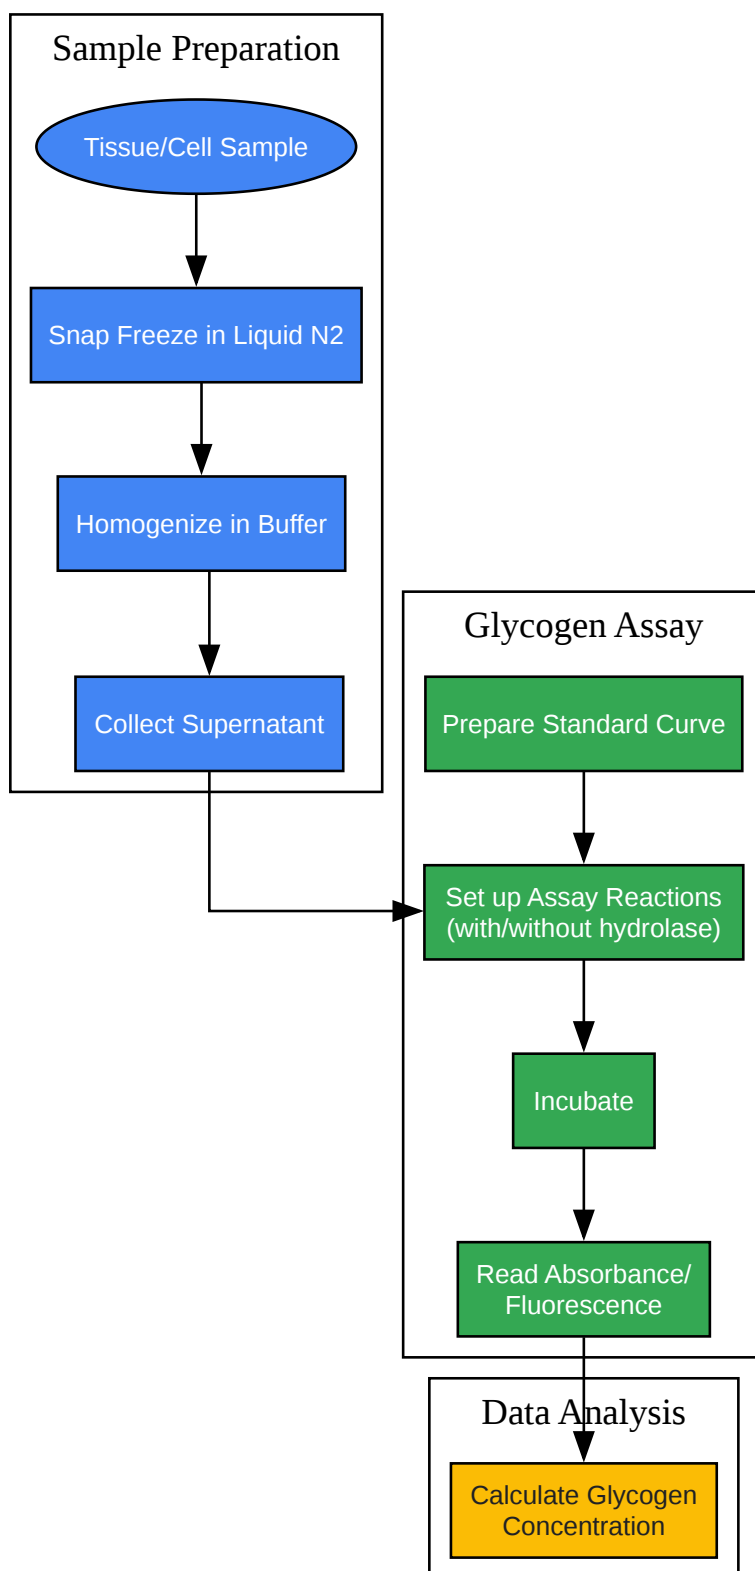 Sample Preparation
Tissue/Cell Sample
Snap Freeze in Liquid N2
Homogenize in Buffer
Collect Supernatant
Glycogen Assay
Prepare Standard Curve
Set up Assay Reactions
(with/without hydrolase)
Incubate
Read Absorbance/
Fluorescence
Data Analysis
Calculate Glycogen
Concentration